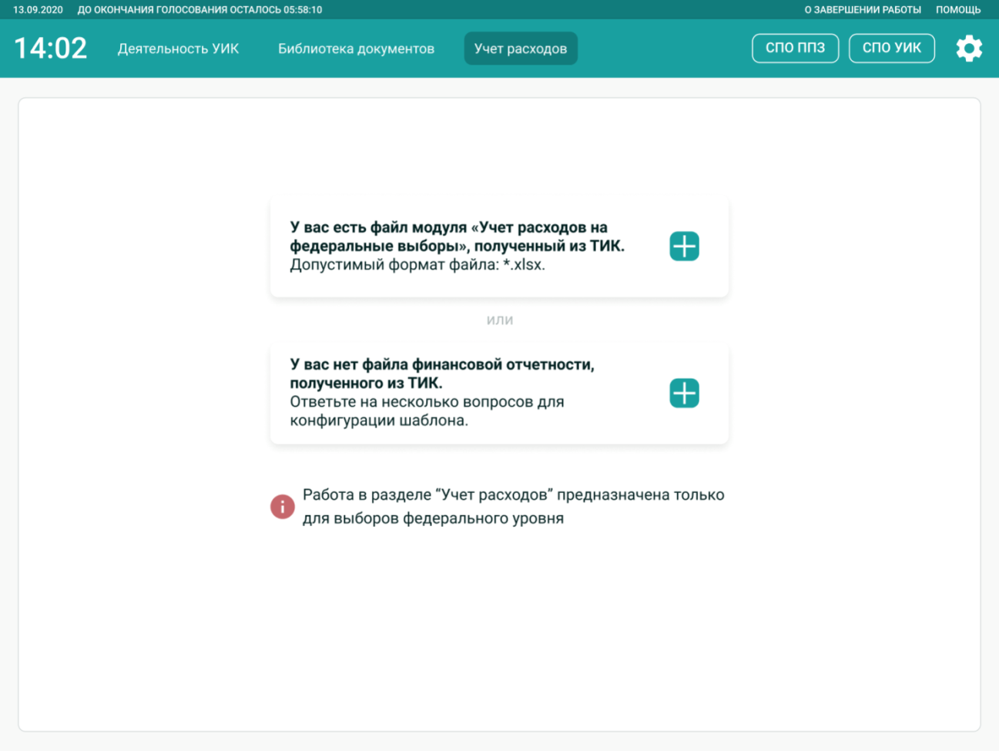 13.09.2020 ДО ОКОНЧАНИЯ ГОЛОСОВАНИЯ ОСТАЛОСЬ 05:58:10 О ЗАВЕРШЕНИИ РАБОТЫ ПОМОЩЬ
14:02 Деятельность УИК Библиотека документов Учет расходов СПО ППЗ СПО УИК
У вас есть файл модуля «Учет расходов на
федеральные выборы», полученный из ТИК.
Допустимый формат файла: *.xlsx.
или
У вас нет файла финансовой отчетности,
полученного из ТИК.
Ответьте на несколько вопросов для
конфигурации шаблона.
Работа в разделе “Учет расходов” предназначена только
для выборов федерального уровня